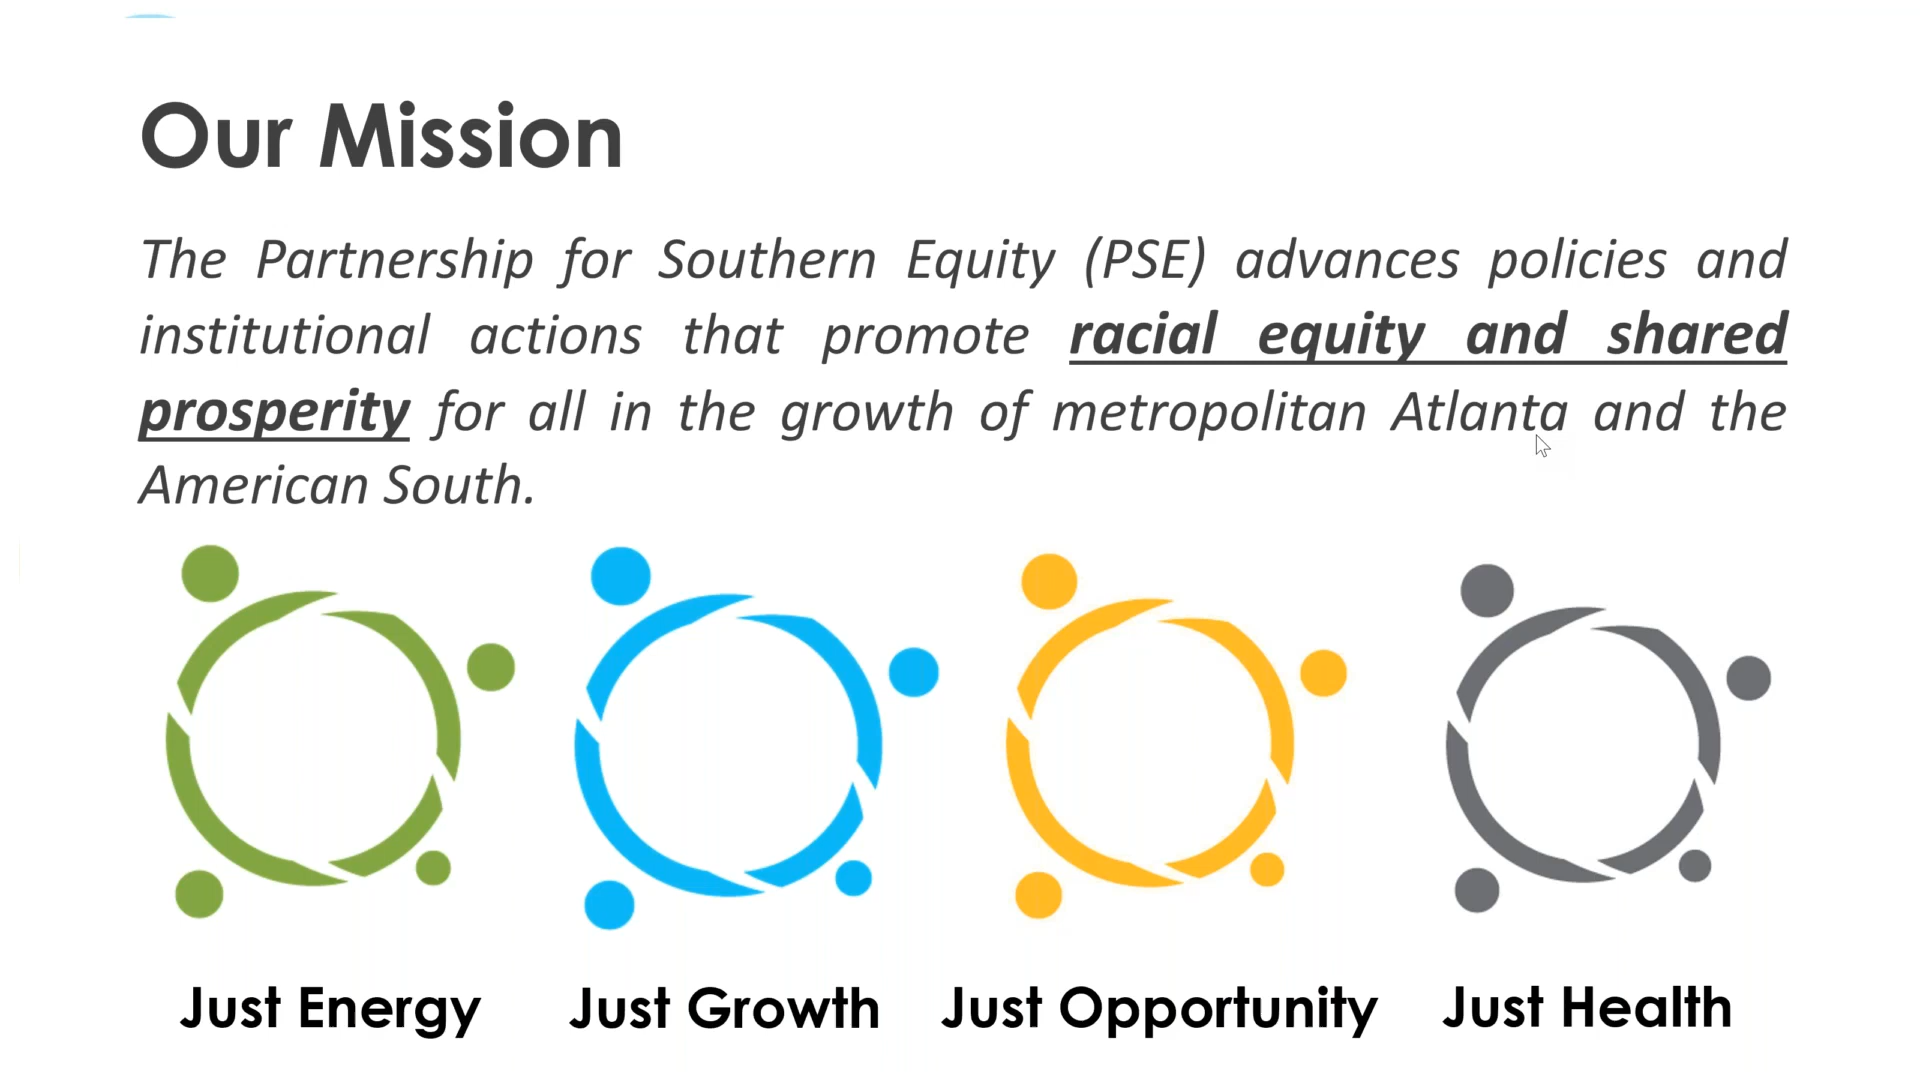 Our Mission
The Partnership for Southern Equity (PSE) advances policies and
institutional actions that promote racial equity and shared
prosperity for all in the growth of metropolitan Atlanta and the
American South.
Just Energy
Just Growth
Just Opportunity
Just Health